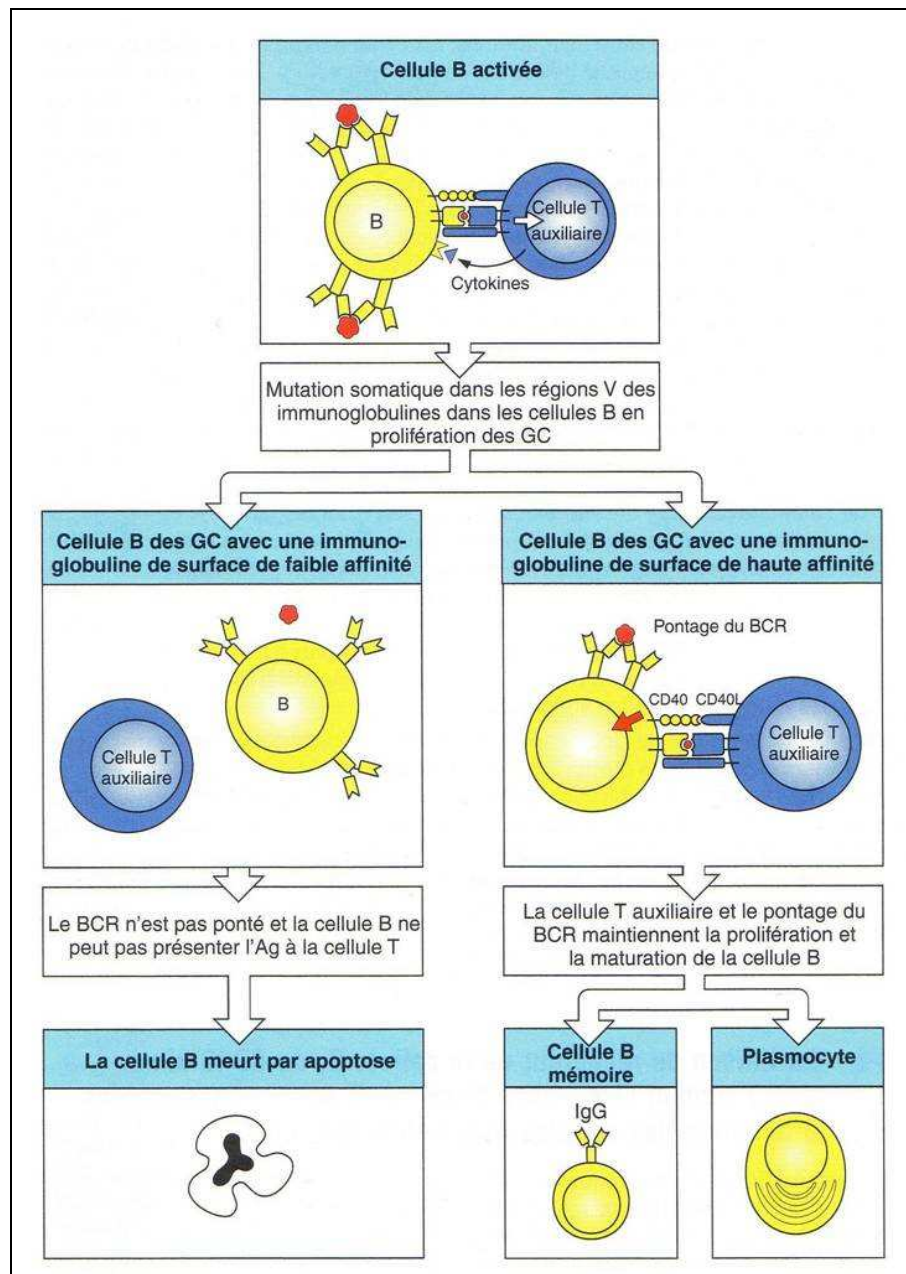 Cellule B activée
B
Cellule T
auxiliaire
Cytokines
Mutation somatique dans les régions V des
immunoglobulines dans les cellules B en
prolifération des GC
Cellule B des GC avec une immuno-
globuline de surface de faible affinité
B
Cellule T
auxiliaire
Cellule B des GC avec une immuno-
globuline de surface de haute affinité
Pontage du BCR
CD40 CD40L
Cellule T
auxiliaire
Le BCR n'est pas ponté et la cellule B ne
peut pas présenter l'Ag à la cellule T
La cellule T auxiliaire et le pontage du
BCR maintiennent la prolifération et
la maturation de la cellule B
La cellule B meurt par apoptose
Cellule B
mémoire
IgG
Plasmocyte